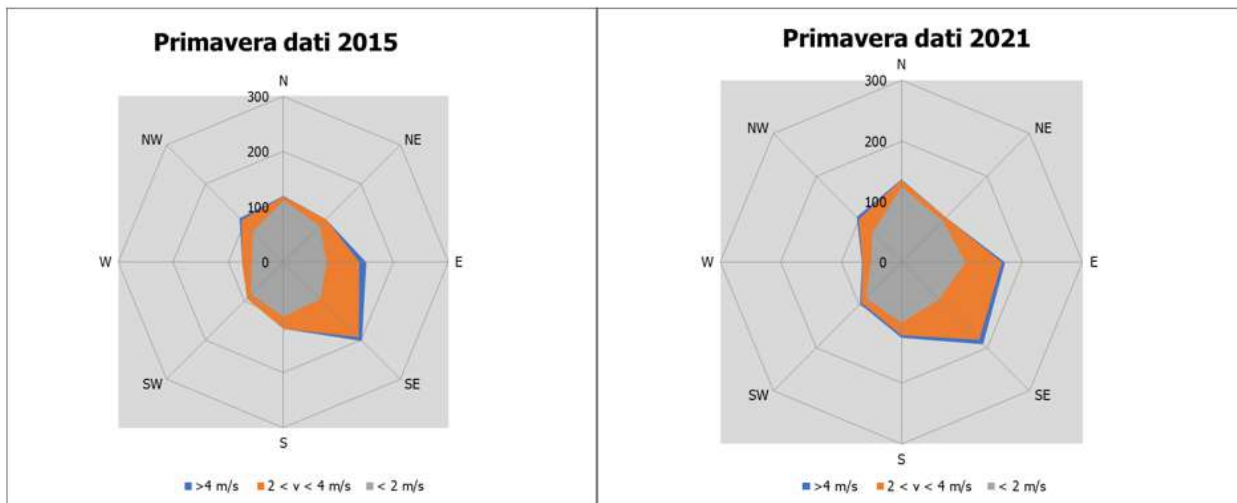 Primavera dati 2015
N
300
NW
NE
200
100
W
0
E
SW
SE
S
>4 m/s
2 < v < 4 m/s
< 2 m/s
Primavera dati 2021
N
300
NW
NE
200
100
W
0
E
SW
SE
S
>4 m/s
2 < v < 4 m/s
< 2 m/s